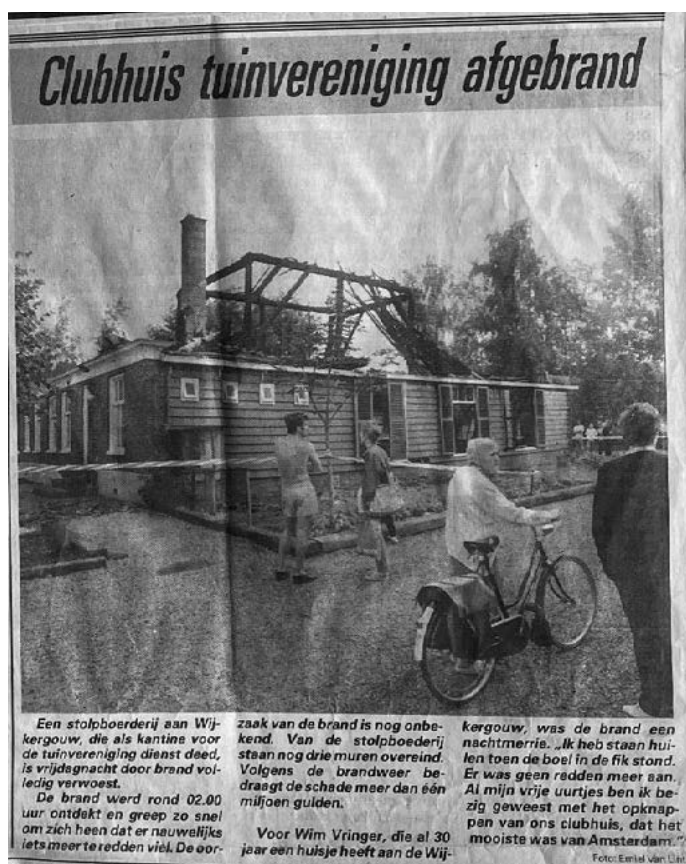 Clubhuis tuinvereniging afgebrand
Een stolpboerderij aan Wij-
kergouw, die als kantine voor
de tuinvereniging dienst deed,
is vrijdagnacht door brand vol-
ledig verwoest.
De brand werd rond 02.00
uur ontdekt en greep zo snel
om zich heen dat er nauwelijks
iets meer te redden viel. De oor-
zaak van de brand is nog onbe-
kend. Van de stolpboederij
staan nog drie muren overeind.
Volgens de brandweer be-
draagt de schade meer dan één
miljoen gulden.
Voor Wim Vringer, die al 30
jaar een huisje heeft aan de Wij-
kergouw, was de brand een
nachtmerrie. „Ik heb staan hui-
len toen de boel in de fik stond.
Er was geen redden meer aan.
Al mijn vrije uurtjes ben ik be-
zig geweest met het opknap-
pen van ons clubhuis, dat het
mooiste was van Amsterdam."
Foto: van